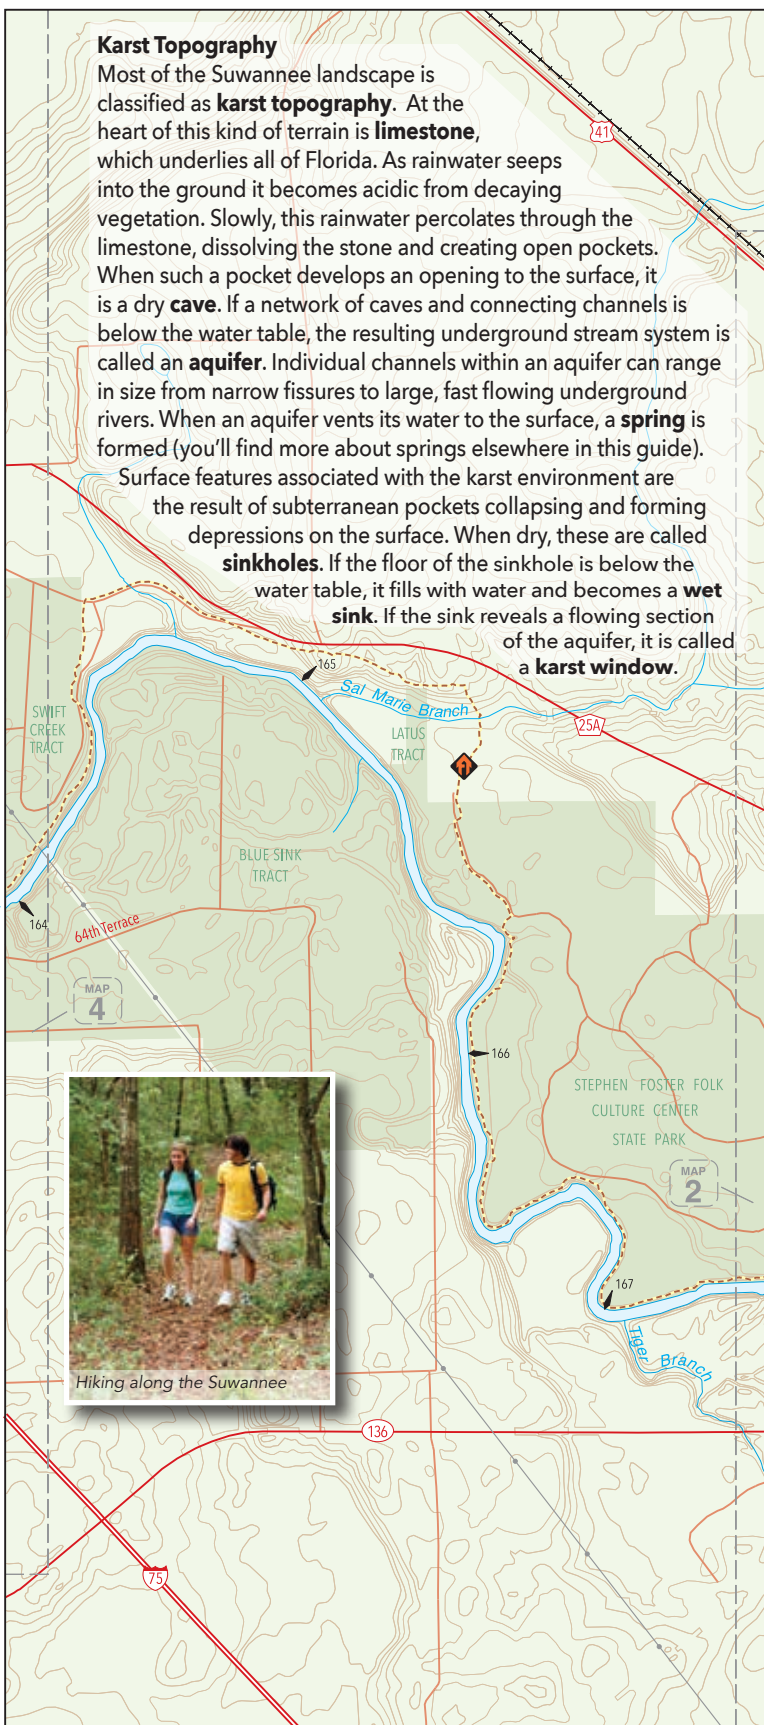 Karst Topography
Most of the Suwannee landscape is
classified as karst topography. At the
heart of this kind of terrain is limestone,
which underlies all of Florida. As rainwater seeps
into the ground it becomes acidic from decaying
vegetation. Slowly, this rainwater percolates through the
limestone, dissolving the stone and creating open pockets.
When such a pocket develops an opening to the surface, it
is a dry cave. If a network of caves and connecting channels is
below the water table, the resulting underground stream system is
called an aquifer. Individual channels within an aquifer can range
in size from narrow fissures to large, fast flowing underground
rivers. When an aquifer vents its water to the surface, a spring is
formed (you'll find more about springs elsewhere in this guide).
Surface features associated with the karst environment are
the result of subterranean pockets collapsing and forming
depressions on the surface. When dry, these are called
sinkholes. If the floor of the sinkhole is below the
water table, it fills with water and becomes a wet
sink. If the sink reveals a flowing section
of the aquifer, it is called
a karst window.
41
165
Sal Marie Branch
SWIFT
CREEK
TRACT
LATUS
TRACT
25A
BLUE SINK
TRACT
164
64th Terrace
MAP
4
166
STEPHEN FOSTER FOLK
CULTURE CENTER
STATE PARK
MAP
2
167
Tiger Branch
Hiking along the Suwannee
136
75